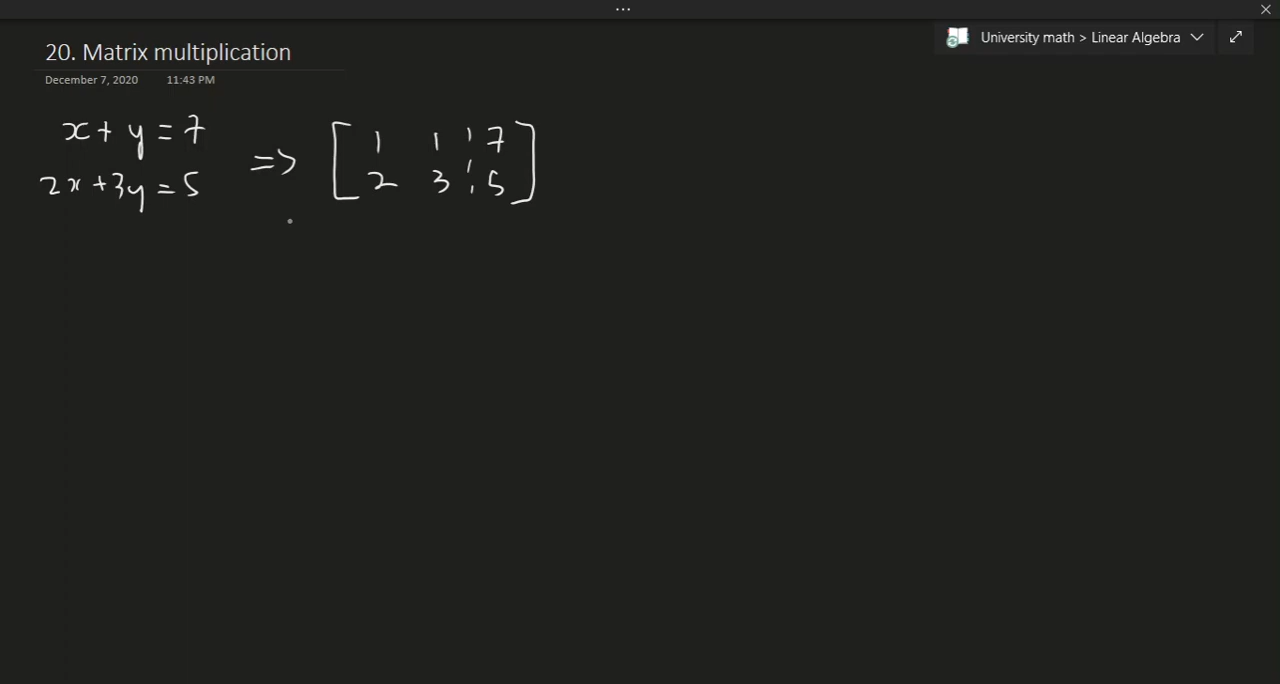 ...
University math > Linear Algebra
20. Matrix multiplication
December 7, 2020 11:43 PM
x + y = 7
2x + 3y = 5
=>
[ 1 1 ¦ 7 ]
[ 2 3 ¦ 5 ]